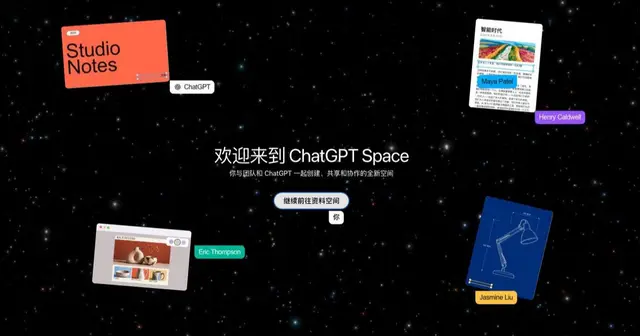 Studio
Notes
ChatGPT
智能时代
Maya Patel
Henry Caldwell
欢迎来到 ChatGPT Space
你与团队和 ChatGPT 一起创建、共享和协作的全新空间
继续前往资料空间
你
Eric Thompson
Jasmine Liu